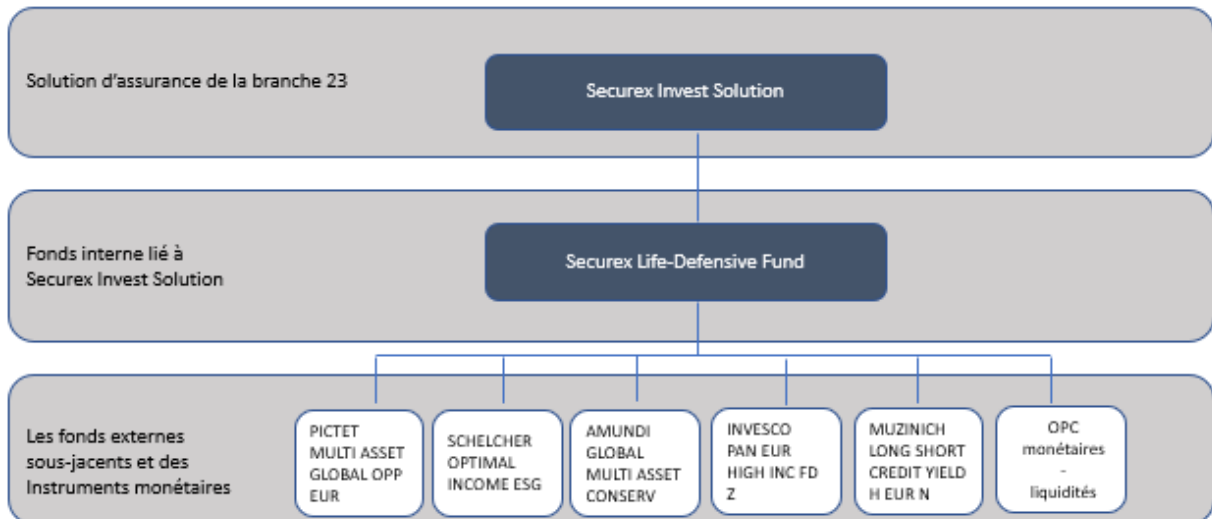 Solution d'assurance de la branche 23
Securex Invest Solution
Fonds interne lié à
Securex Invest Solution
Securex Life-Defensive Fund
Les fonds externes
sous-jacents et des
Instruments monétaires
PICTET
MULTI ASSET
GLOBAL OPP
EUR
SCHELCHER
OPTIMAL
INCOME ESG
AMUNDI
GLOBAL
MULTI ASSET
CONSERV
INVESCO
PAN EUR
HIGH INC FD
Z
MUZINICH
LONG SHORT
CREDIT YIELD
H EUR N
OPC
monétaires
-
liquidités